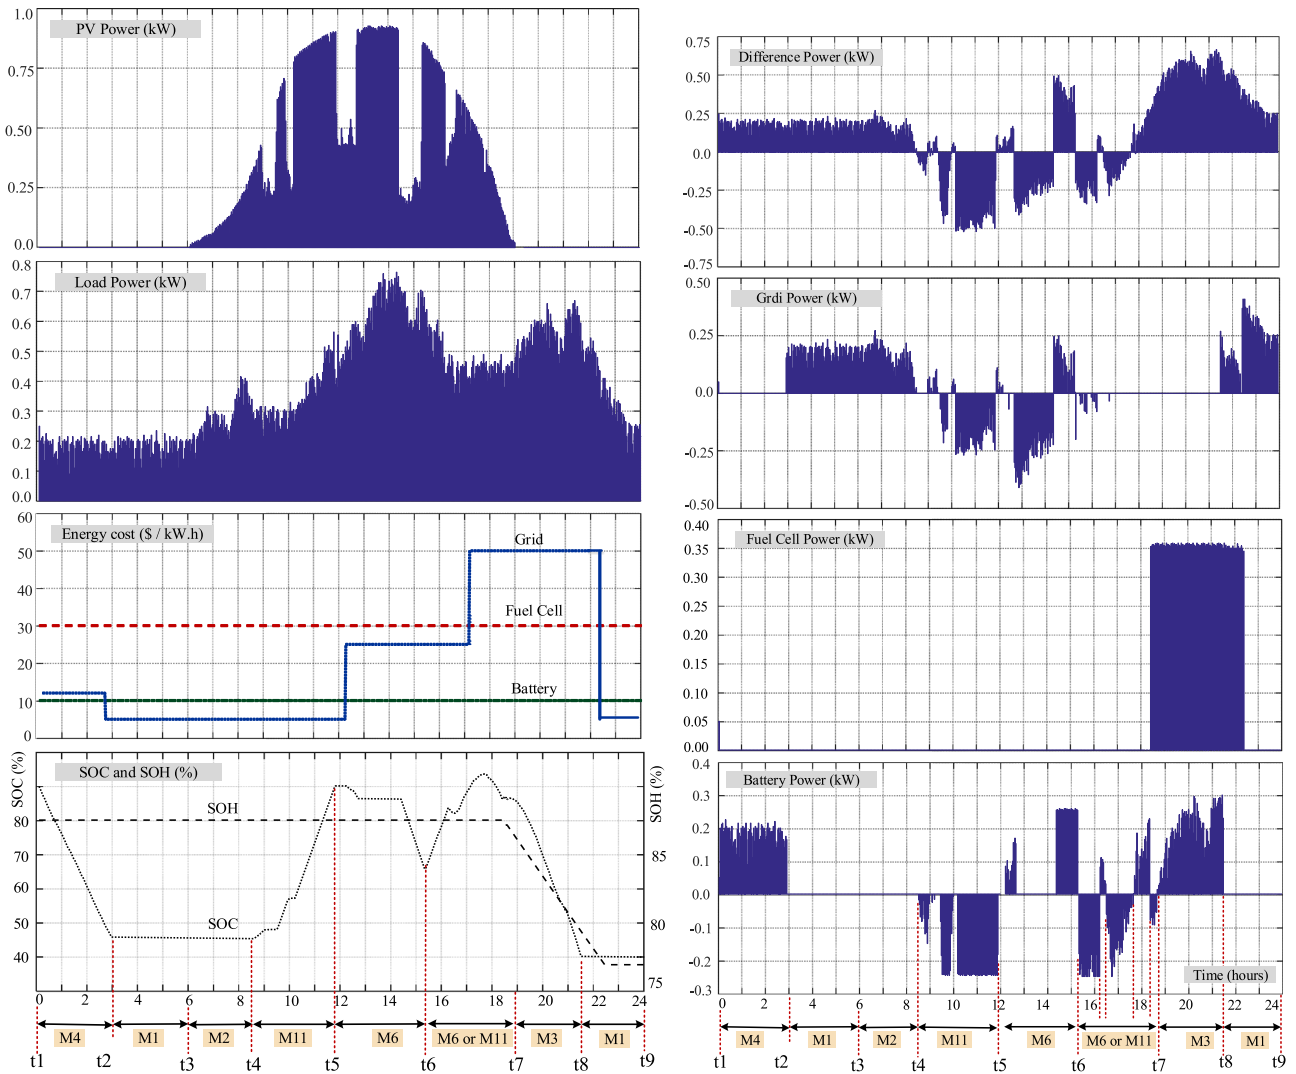 PV Power (kW)
1.0
0.75
0.50
0.25
0.0
Load Power (kW)
0.8
0.7
0.6
0.5
0.4
0.3
0.2
0.1
0.0
Energy cost ($ / kW.h)
60
50
40
30
20
10
0
Grid
Fuel Cell
Battery
SOC and SOH (%)
SOC (%)
SOH (%)
80
70
60
50
40
85
80
75
SOH
SOC
0 2 4 6 8 10 12 14 16 18 20 22 24
M4 M1 M2 M11 M6 M6 or M11 M3 M1
t1 t2 t3 t4 t5 t6 t7 t8 t9
Difference Power (kW)
0.75
0.50
0.25
0.0
-0.25
-0.50
-0.75
Grdi Power (kW)
0.50
0.25
0.0
-0.25
-0.50
Fuel Cell Power (kW)
0.40
0.35
0.30
0.25
0.20
0.15
0.10
0.05
0.00
Battery Power (kW)
0.4
0.3
0.2
0.1
0.0
-0.1
-0.2
-0.3
Time (hours)
0 2 4 6 8 10 12 14 16 18 20 22 24
M4 M1 M2 M11 M6 M6 or M11 M3 M1
t1 t2 t3 t4 t5 t6 t7 t8 t9